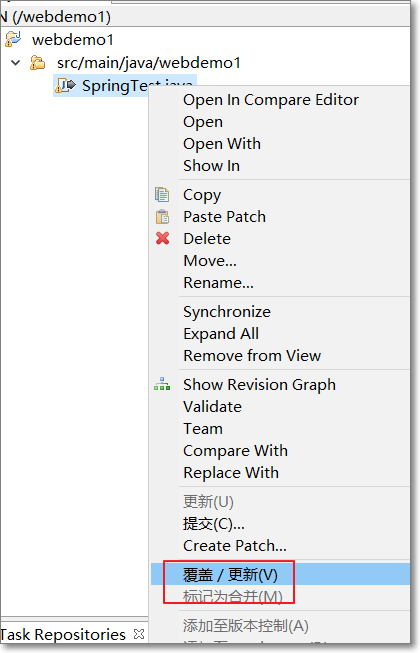 N (/webdemo1)
webdemo1
src/main/java/webdemo1
SpringTest.java
Open In Compare Editor
Open
Open With
Show In
Copy
Paste Patch
Delete
Move...
Rename...
Synchronize
Expand All
Remove from View
Show Revision Graph
Validate
Team
Compare With
Replace With
更新(U)
提交(C)...
Create Patch...
覆盖 / 更新(V)
标记为合并(M)
添加至版本控制(A)
Task Repositories